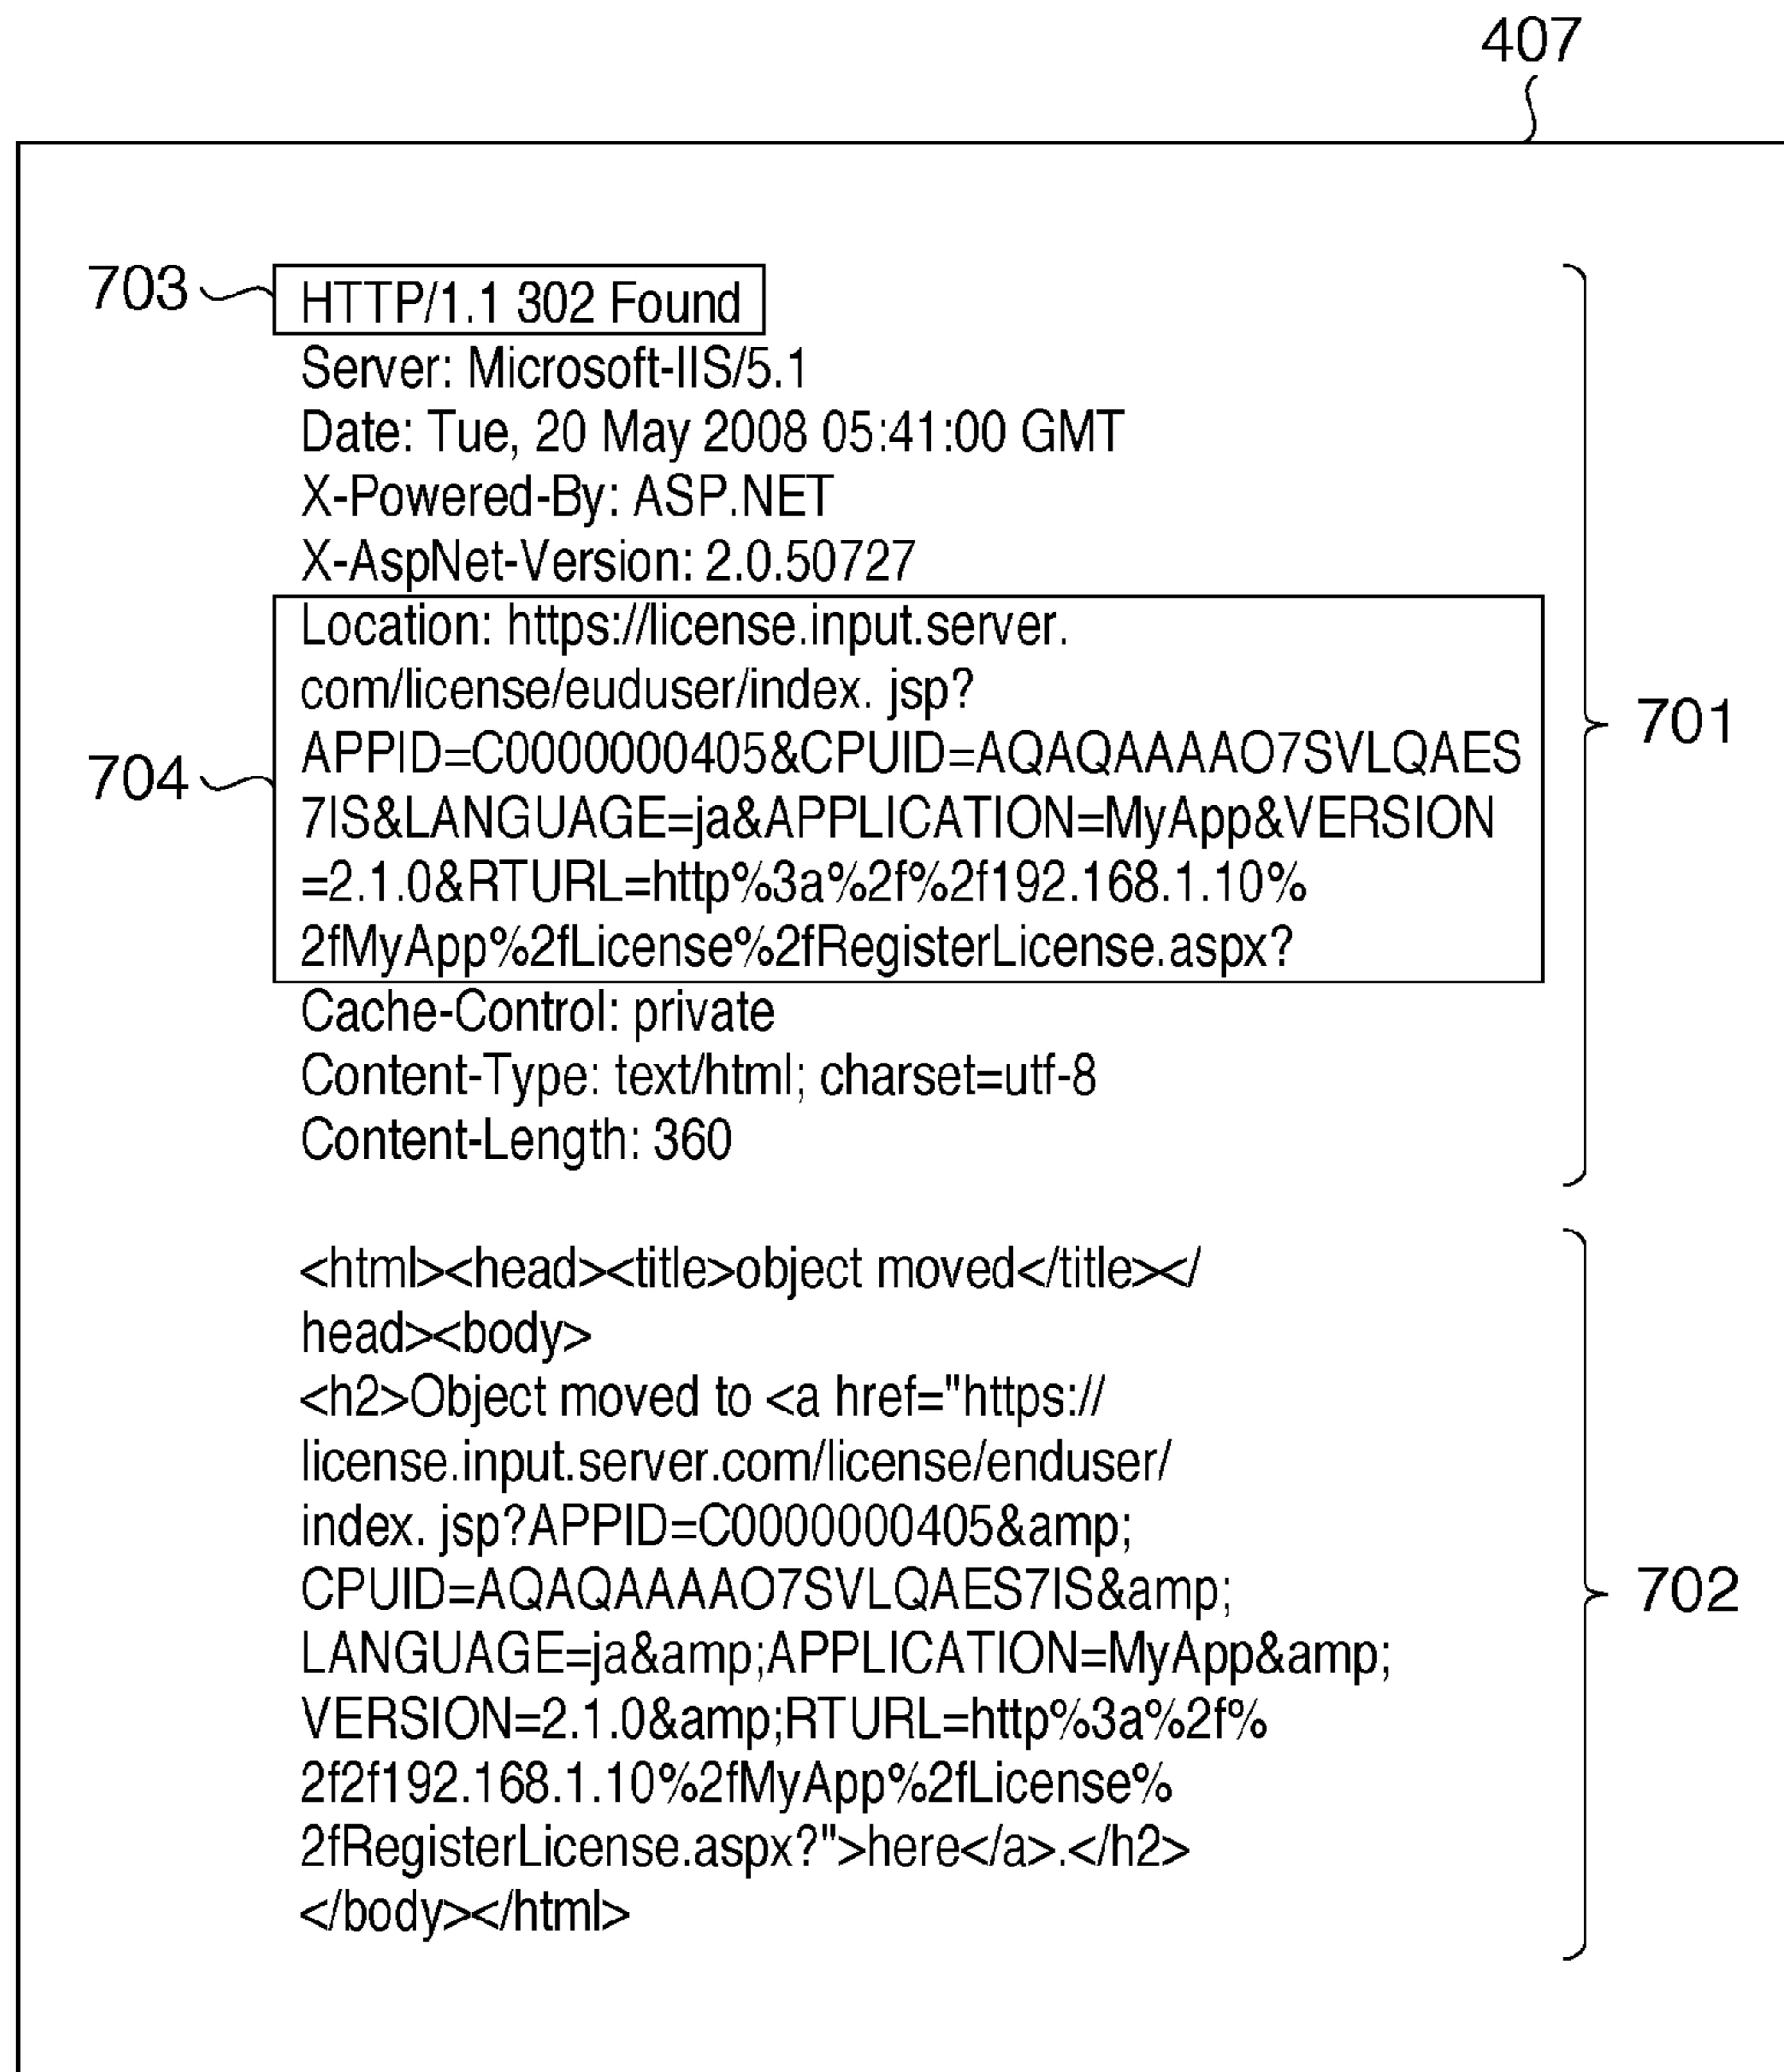 407
703
HTTP/1.1 302 Found
Server: Microsoft-IIS/5.1
Date: Tue, 20 May 2008 05:41:00 GMT
X-Powered-By: ASP.NET
X-AspNet-Version: 2.0.50727
Location: https://license.input.server.
com/license/euduser/index. jsp?
APPID=C0000000405&CPUID=AQAQAAAAO7SVLQAES
7IS&LANGUAGE=ja&APPLICATION=MyApp&VERSION
=2.1.0&RTURL=http%3a%2f%2f192.168.1.10%
2fMyApp%2fLicense%2fRegisterLicense.aspx?
704
Cache-Control: private
Content-Type: text/html; charset=utf-8
Content-Length: 360
701
<html><head><title>object moved</title></
head><body>
<h2>Object moved to <a href="https://
license.input.server.com/license/enduser/
index. jsp?APPID=C0000000405&amp;
CPUID=AQAQAAAAO7SVLQAES7IS&amp;
LANGUAGE=ja&amp;APPLICATION=MyApp&amp;
VERSION=2.1.0&amp;RTURL=http%3a%2f%
2f2f192.168.1.10%2fMyApp%2fLicense%
2fRegisterLicense.aspx?">here</a>.</h2>
</body></html>
702